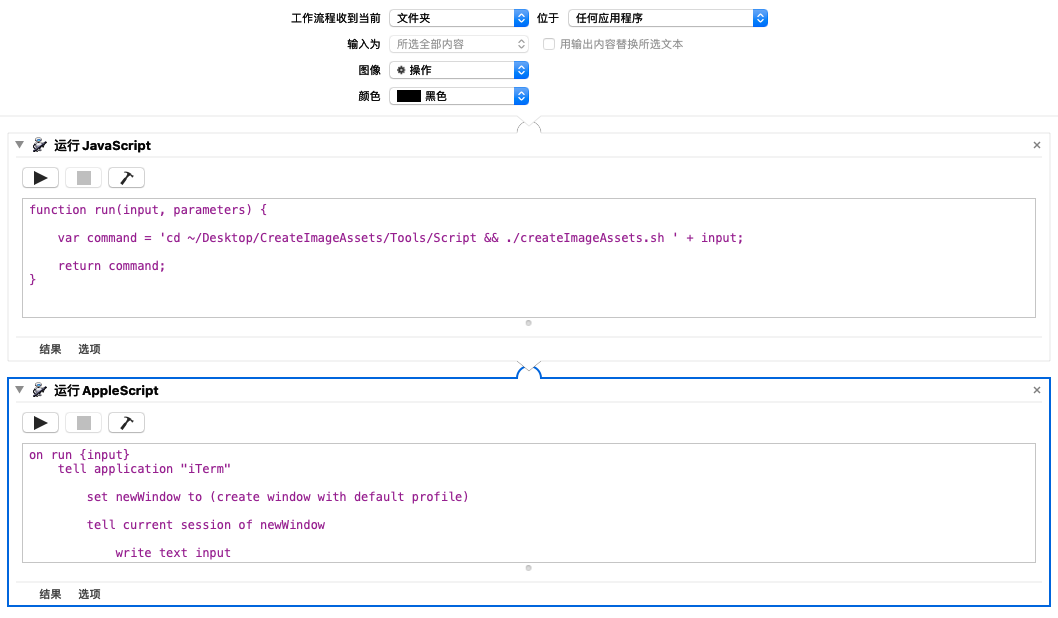 工作流程收到当前 文件夹 位于 任何应用程序
输入为 所选全部内容 用输出内容替换所选文本
图像 操作
颜色 黑色
运行 JavaScript
function run(input, parameters) {
var command = 'cd ~/Desktop/CreateImageAssets/Tools/Script && ./createImageAssets.sh ' + input;
return command;
}
结果 选项
运行 AppleScript
on run {input}
tell application "iTerm"
set newWindow to (create window with default profile)
tell current session of newWindow
write text input
结果 选项